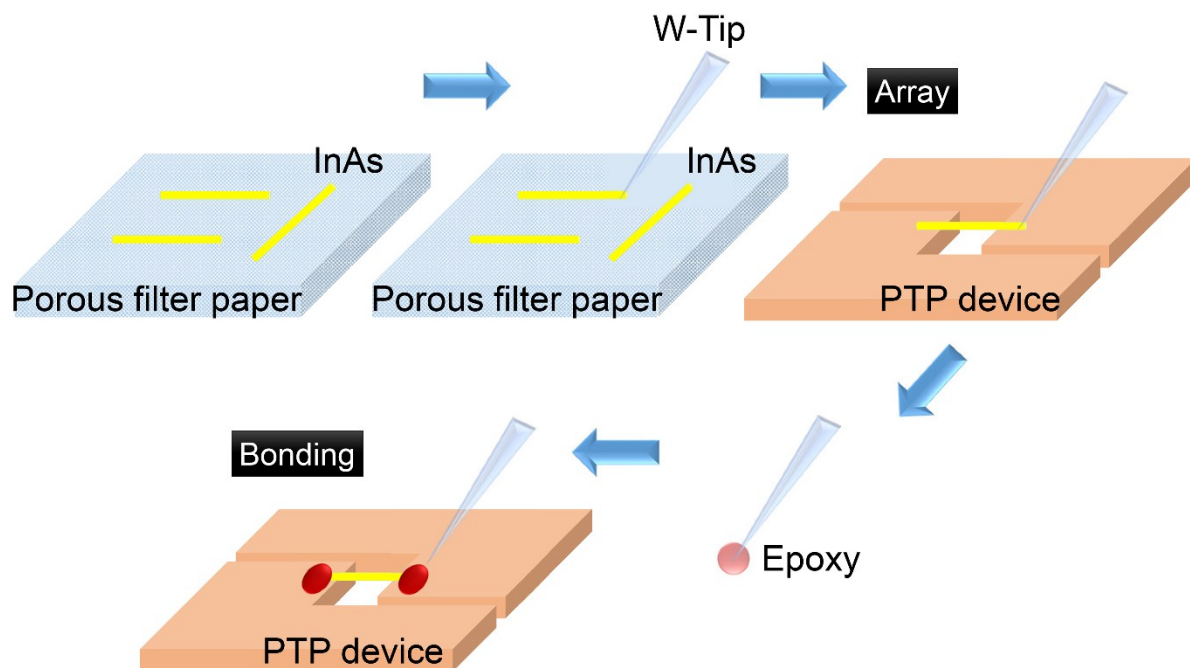 W-Tip
Array
InAs
InAs
Porous filter paper
Porous filter paper
PTP device
Bonding
Epoxy
PTP device